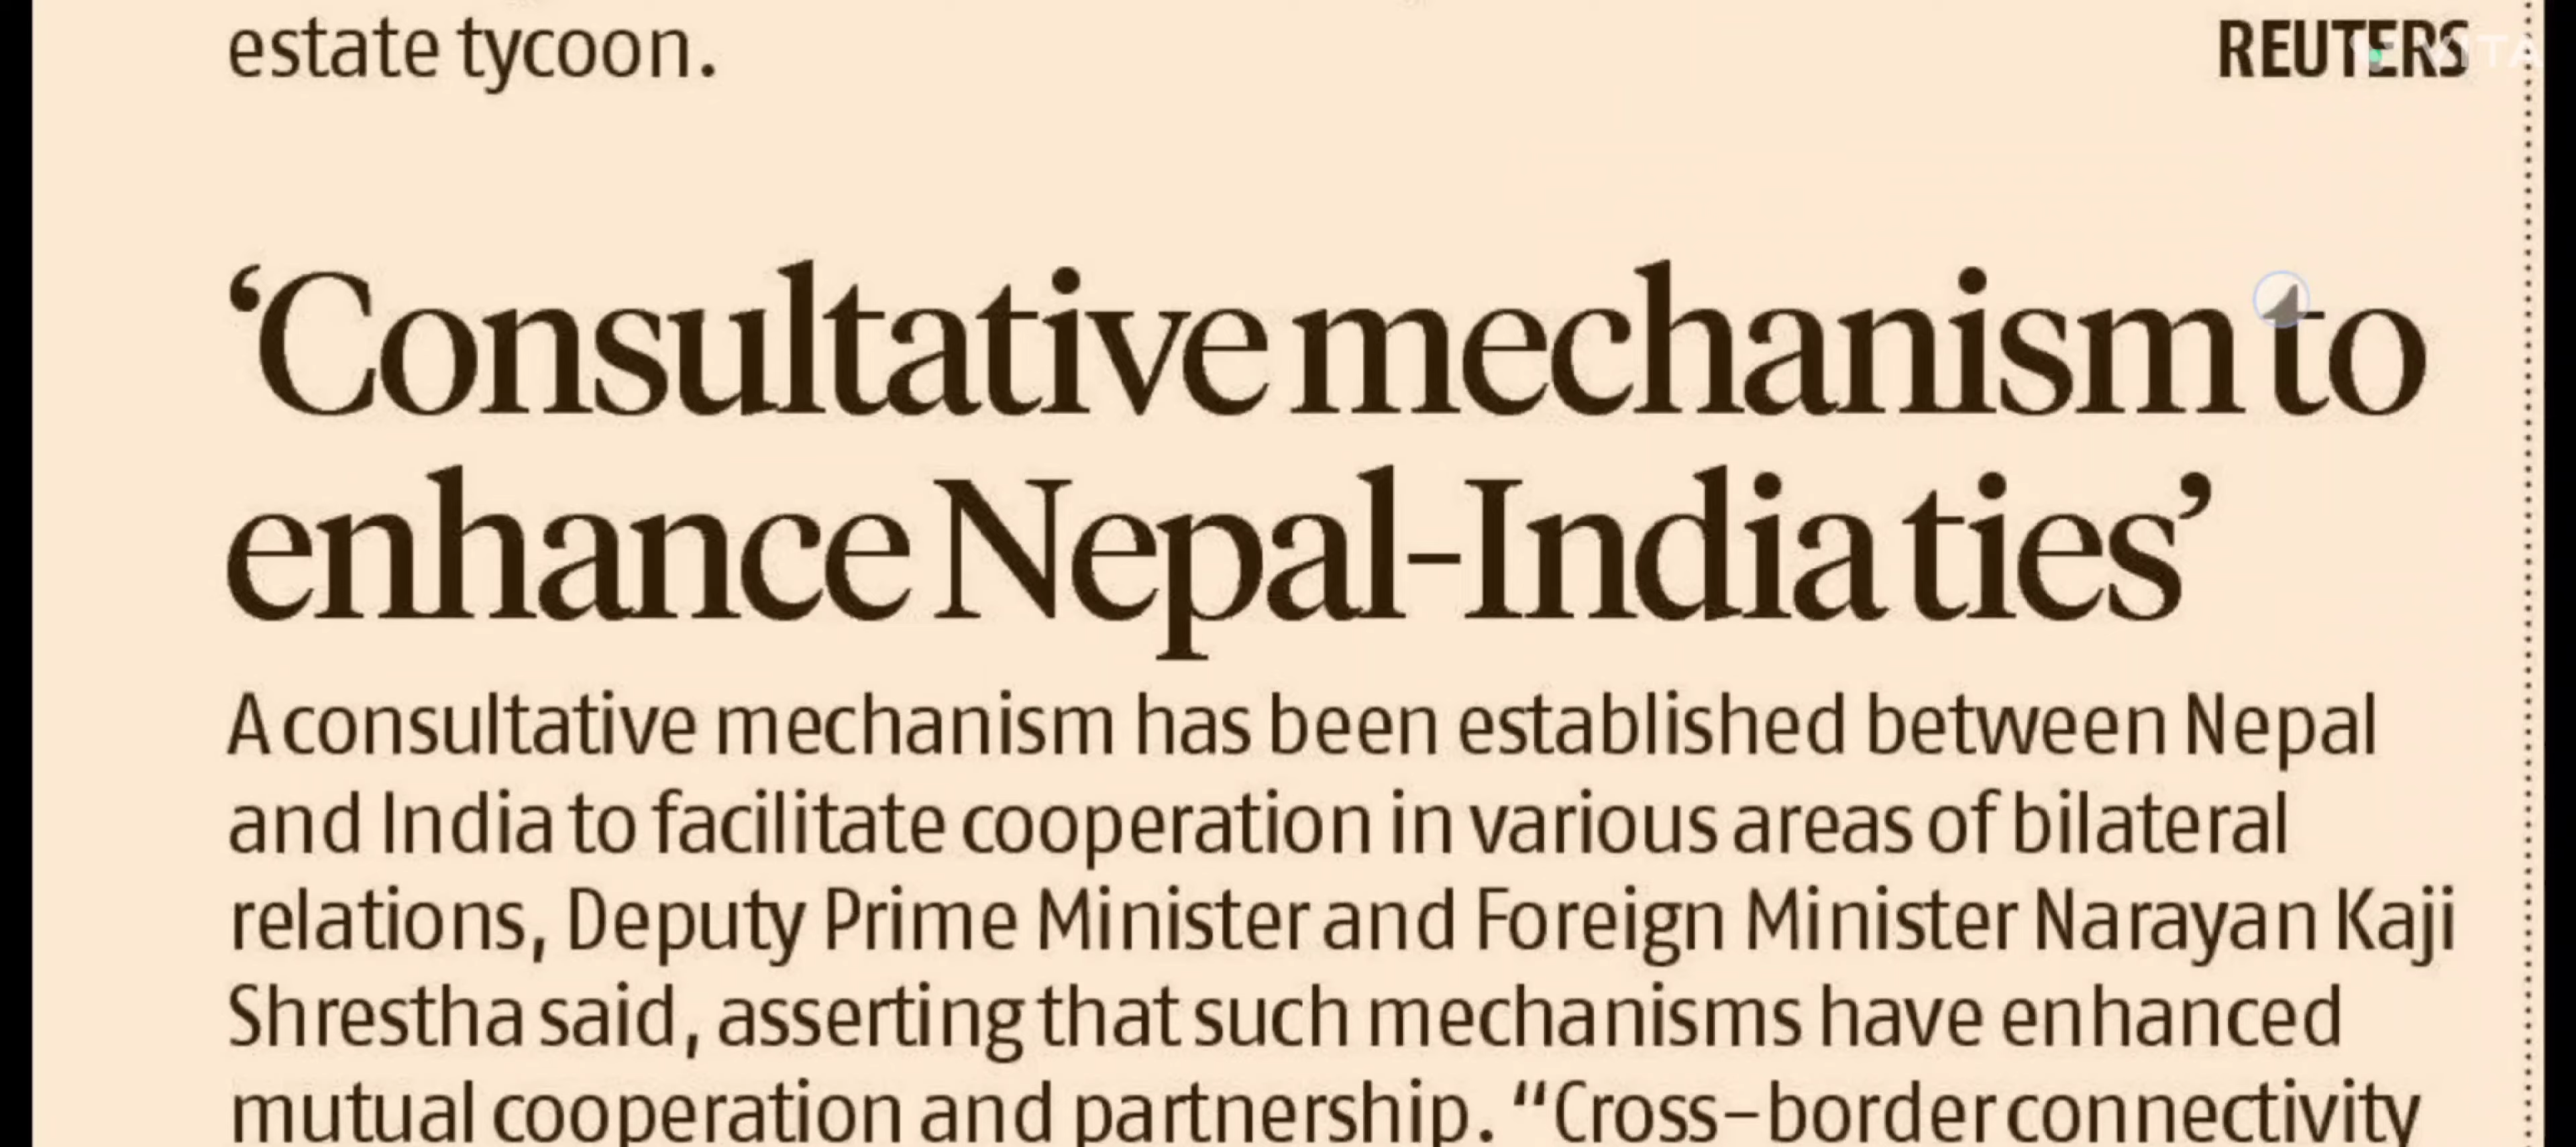 estate tycoon.
REUTERS
VITA
‘Consultative mechanism to
enhance Nepal-India ties’
A consultative mechanism has been established between Nepal
and India to facilitate cooperation in various areas of bilateral
relations, Deputy Prime Minister and Foreign Minister Narayan Kaji
Shrestha said, asserting that such mechanisms have enhanced
mutual cooperation and partnership. “Cross-border connectivity